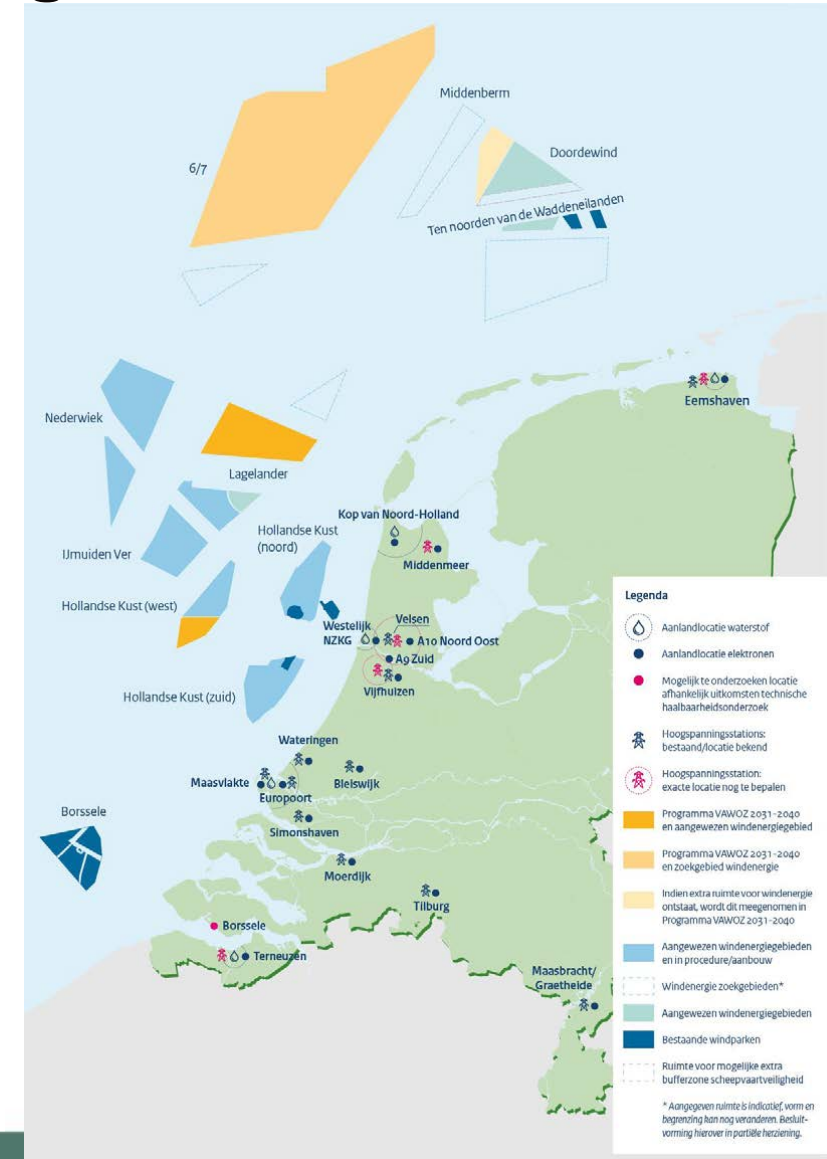 Middenberm
6/7
Doordewind
Ten noorden van de Waddeneilanden
Nederwiek
Eemshaven
Lagelander
Kop van Noord-Holland
Hollandse Kust
(noord)
IJmuiden Ver
Middenmeer
Hollandse Kust (west)
Velsen
Westelijk
NZKG
A10 Noord Oost
A9 Zuid
Vijfhuizen
Hollandse Kust (zuid)
Wateringen
Maasvlakte
Bleiswijk
Europoort
Borssele
Simonshaven
Moerdijk
Tilburg
Borssele
Terneuzen
Maasbracht/
Graetheide
Legenda
Aanlandlocatie waterstof
Aanlandlocatie elektronen
Mogelijk te onderzoeken locatie
afhankelijk uitkomsten technische
haalbaarheidsonderzoek
Hoogspanningsstations:
bestaand/locatie bekend
Hoogspanningsstation:
exacte locatie nog te bepalen
Programma VAWOZ 2031-2040
en aangewezen windenergiegebied
Programma VAWOZ 2031-2040
en zoekgebied windenergie
Indien extra ruimte voor windenergie
ontstaat, wordt dit meegenomen in
Programma VAWOZ 2031-2040
Aangewezen windenergiegebieden
en in procedure/aanbouw
Windenergie zoekgebieden*
Aangewezen windenergiegebieden
Bestaande windparken
Ruimte voor mogelijke extra
bufferzone scheepvaartveiligheid
* Aangegeven ruimte is indicatief, vorm en
begrenzing kan nog veranderen. Besluit-
vorming hierover in partiële herziening.